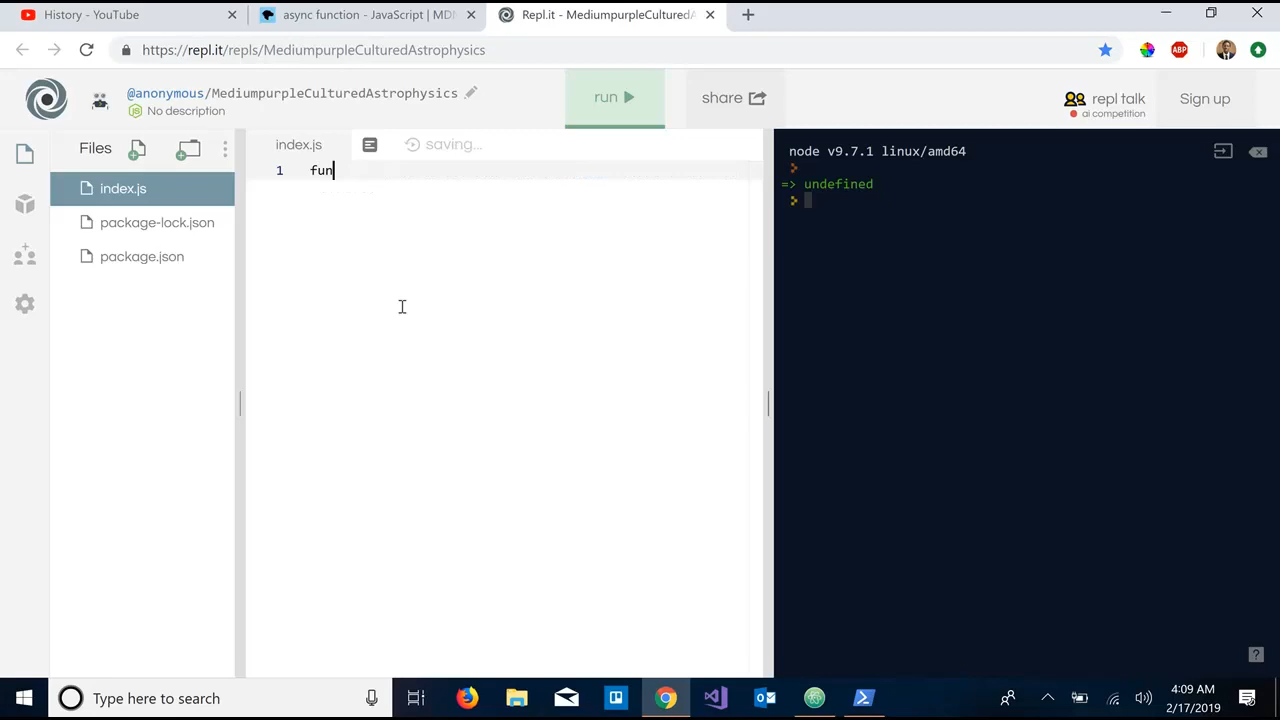 History - YouTube
async function - JavaScript | MDN
Repl.it - MediumpurpleCulturedA
https://repl.it/repls/MediumpurpleCulturedAstrophysics
ABP
@anonymous/MediumpurpleCulturedAstrophysics
No description
run
share
repl talk
ai competition
Sign up
Files
index.js
package-lock.json
package.json
index.js
saving...
1 fun
node v9.7.1 linux/amd64
=> undefined
?
Type here to search
4:09 AM
2/17/2019